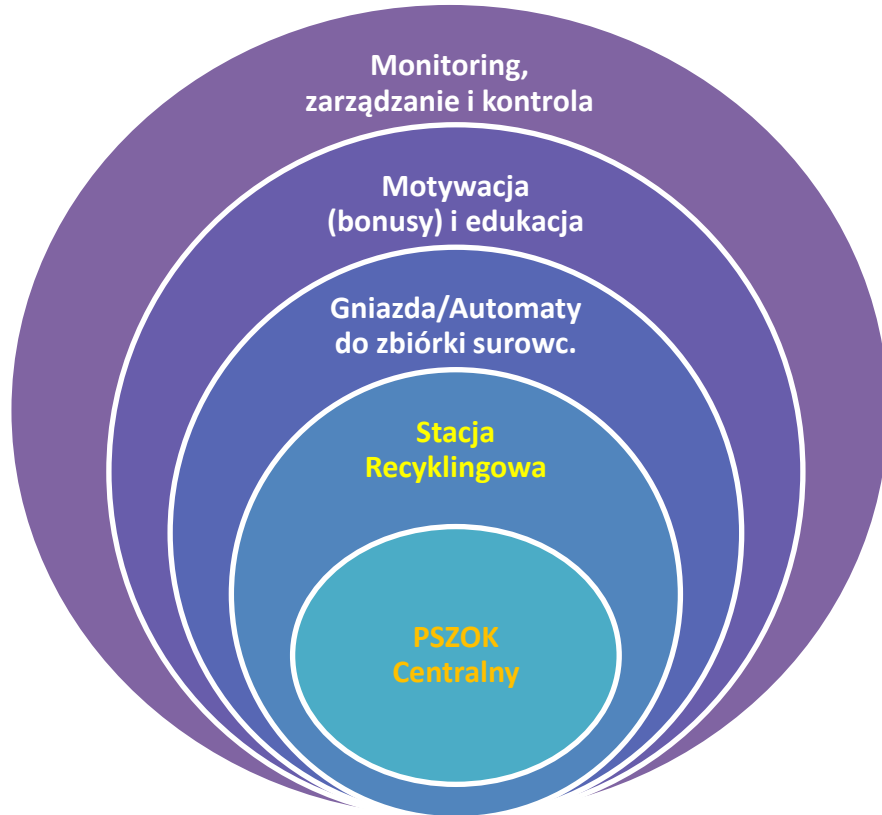 Monitoring,
zarządzanie i kontrola
Motywacja
(bonusy) i edukacja
Gniazda/Automaty
do zbiórki surowc.
Stacja
Recyklingowa
PSZOK
Centralny